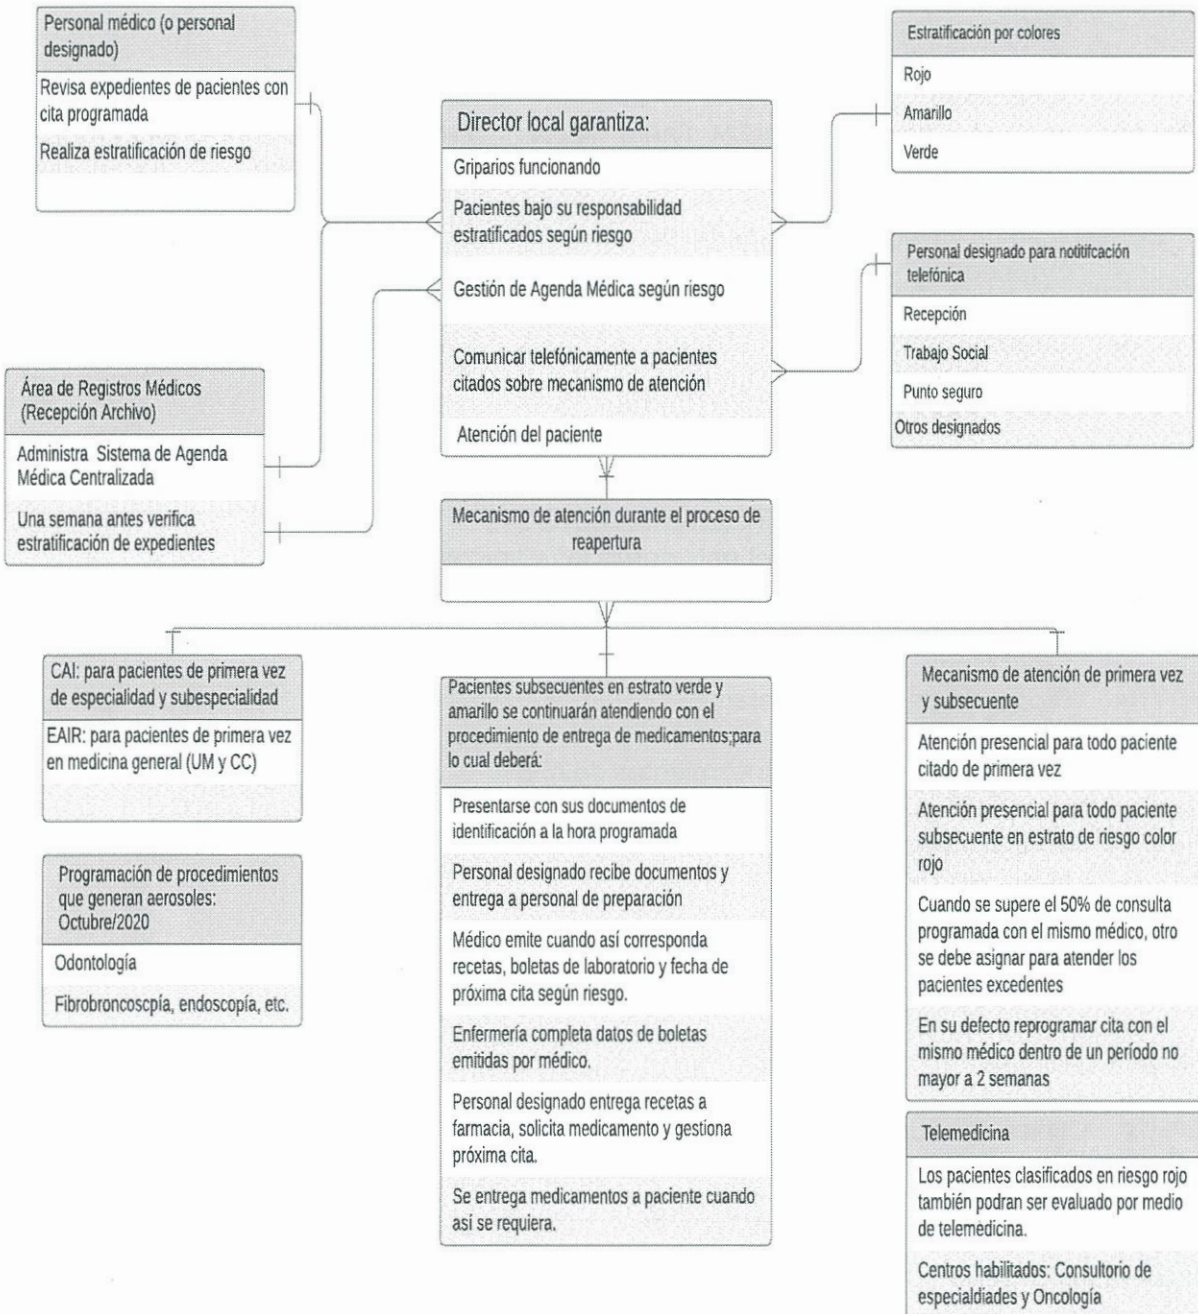 Personal médico (o personal
designado)
Revisa expedientes de pacientes con
cita programada
Realiza estratificación de riesgo
Director local garantiza:
Griparios funcionando
Pacientes bajo su responsabilidad
estratificados según riesgo
Gestión de Agenda Médica según riesgo
Comunicar telefónicamente a pacientes
citados sobre mecanismo de atención
Atención del paciente
Estratificación por colores
Rojo
Amarillo
Verde
Personal designado para notitifcación
telefónica
Recepción
Trabajo Social
Punto seguro
Otros designados
Área de Registros Médicos
(Recepción Archivo)
Administra Sistema de Agenda
Médica Centralizada
Una semana antes verifica
estratificación de expedientes
Mecanismo de atención durante el proceso de
reapertura
CAI: para pacientes de primera vez
de especialidad y subespecialidad
EAIR: para pacientes de primera vez
en medicina general (UM y CC)
Programación de procedimientos
que generan aerosoles:
Octubre/2020
Odontología
Fibrobroncoscpía, endoscopía, etc.
Pacientes subsecuentes en estrato verde y
amarillo se continuarán atendiendo con el
procedimiento de entrega de medicamentos;para
lo cual deberá:
Presentarse con sus documentos de
identificación a la hora programada
Personal designado recibe documentos y
entrega a personal de preparación
Médico emite cuando así corresponda
recetas, boletas de laboratorio y fecha de
próxima cita según riesgo.
Enfermería completa datos de boletas
emitidas por médico.
Personal designado entrega recetas a
farmacia, solicita medicamento y gestiona
próxima cita.
Se entrega medicamentos a paciente cuando
así se requiera.
Mecanismo de atención de primera vez
y subsecuente
Atención presencial para todo paciente
citado de primera vez
Atención presencial para todo paciente
subsecuente en estrato de riesgo color
rojo
Cuando se supere el 50% de consulta
programada con el mismo médico, otro
se debe asignar para atender los
pacientes excedentes
En su defecto reprogramar cita con el
mismo médico dentro de un período no
mayor a 2 semanas
Telemedicina
Los pacientes clasificados en riesgo rojo
también podran ser evaluado por medio
de telemedicina.
Centros habilitados: Consultorio de
especialdiades y Oncología